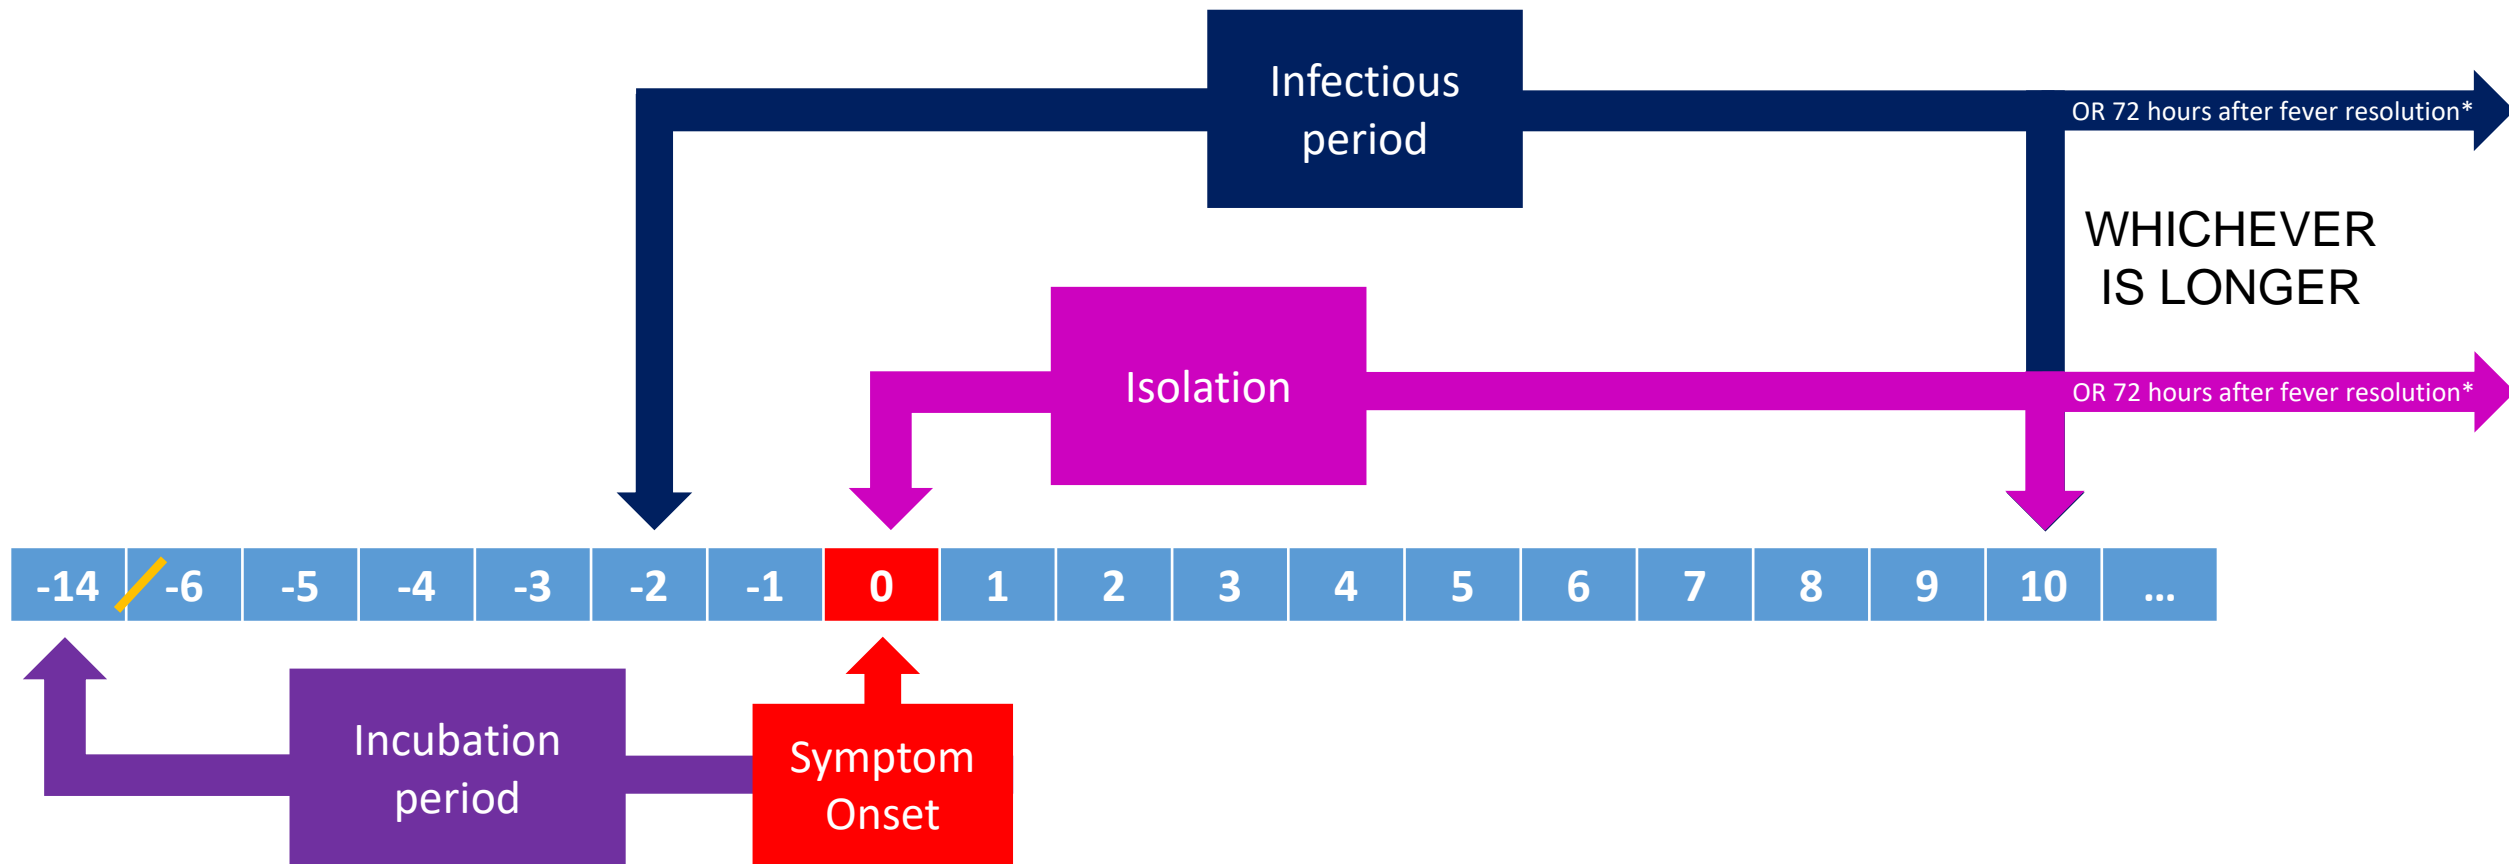 Infectious
period
OR 72 hours after fever resolution*
WHICHEVER
IS LONGER
Isolation
OR 72 hours after fever resolution*
-14 -6 -5 -4 -3 -2 -1 0 1 2 3 4 5 6 7 8 9 10 ...
Incubation
period
Symptom
Onset